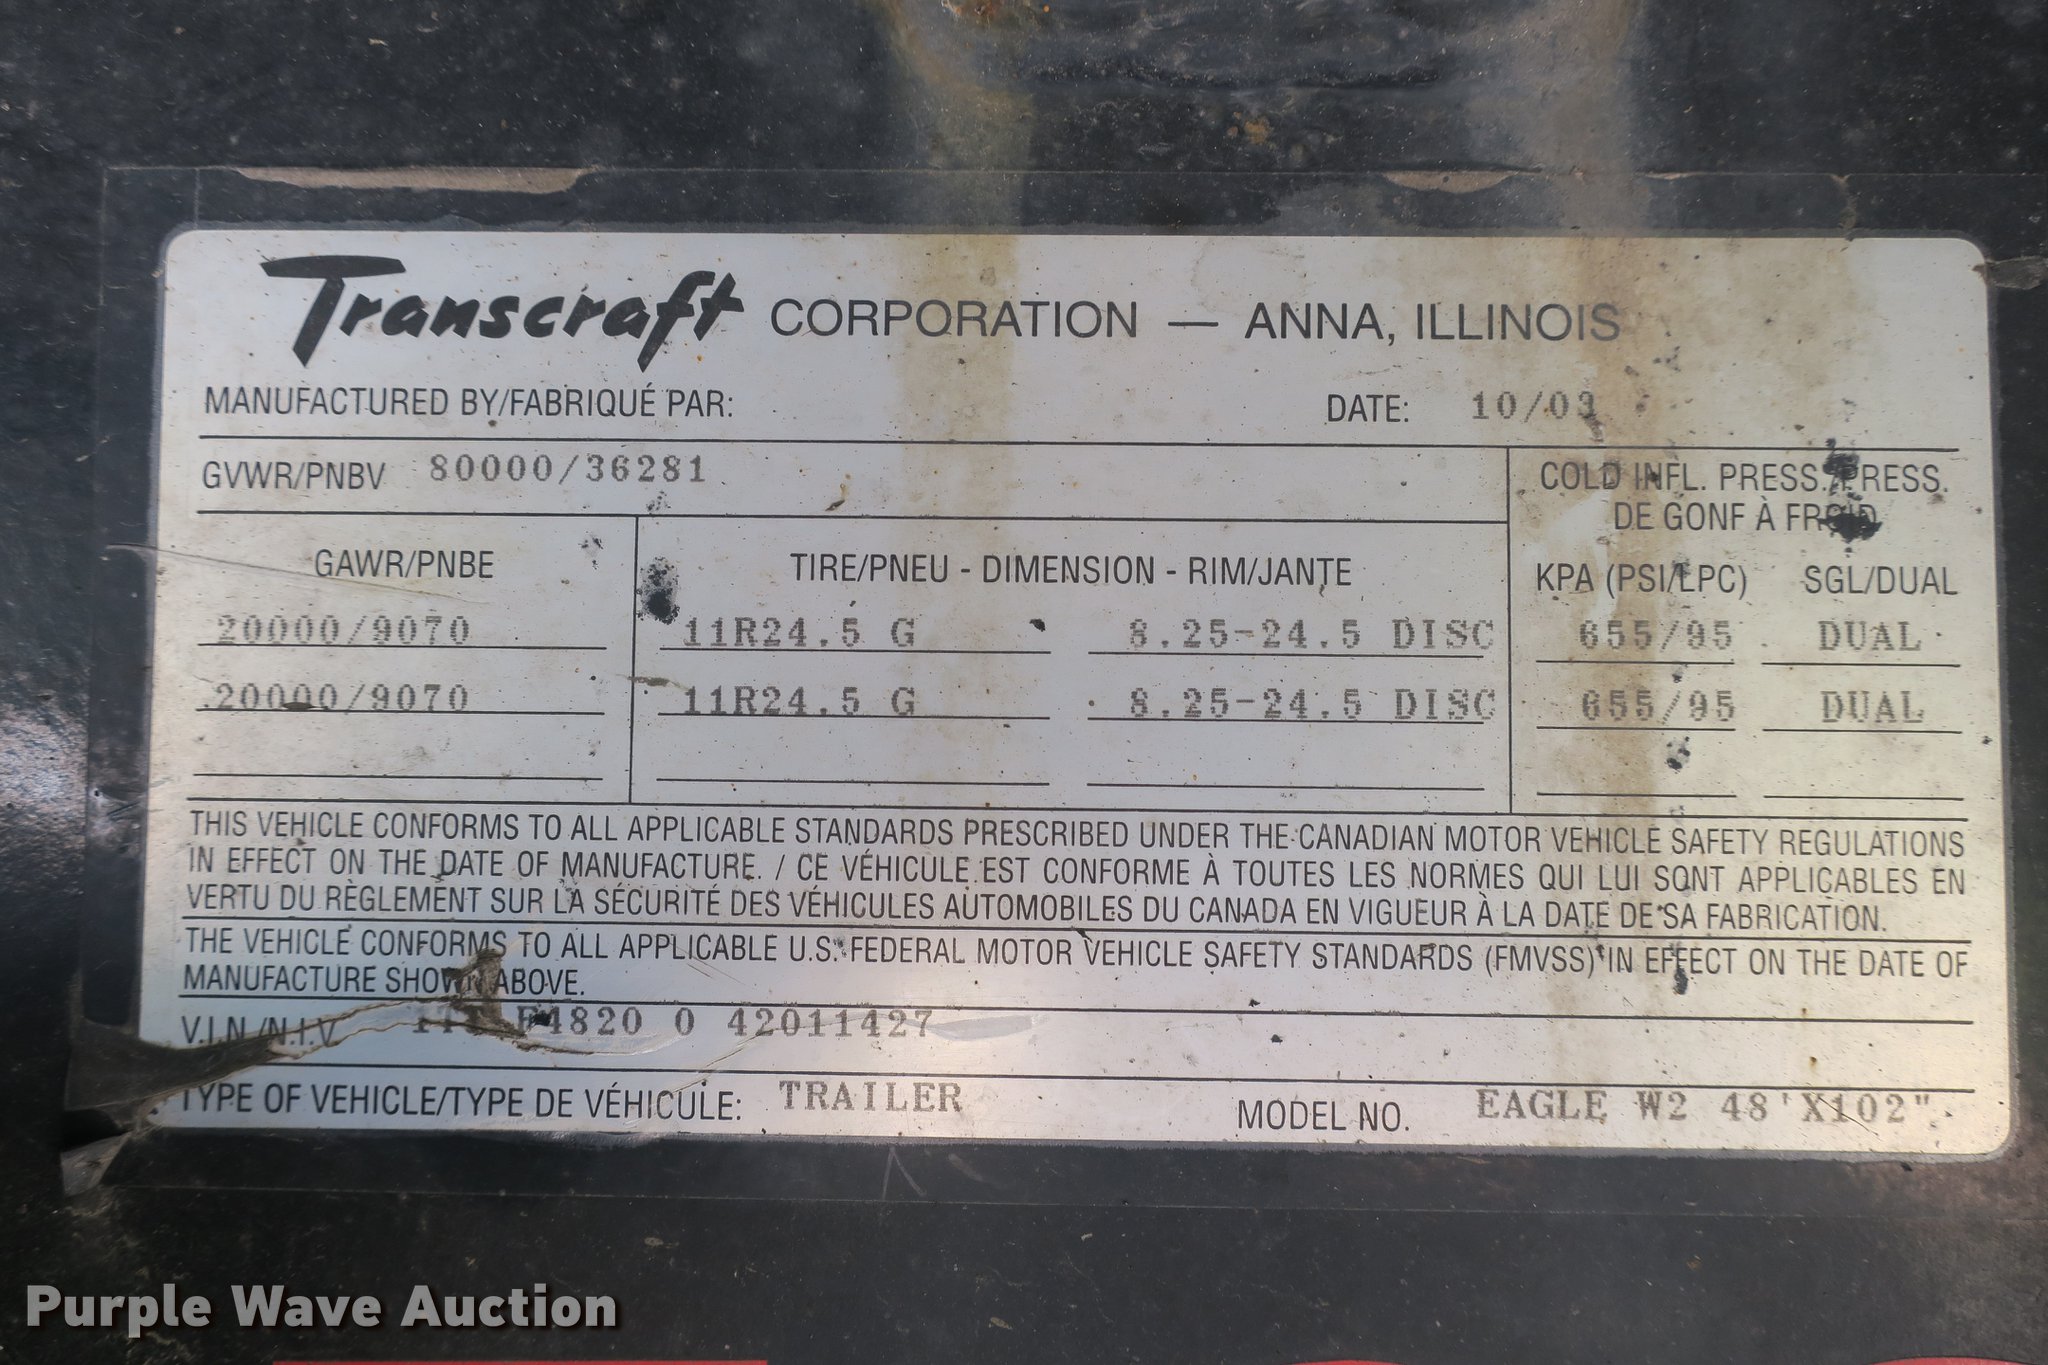 Transcraft CORPORATION — ANNA, ILLINOIS
MANUFACTURED BY/FABRIQUÉ PAR: DATE: 10/03
GVWR/PNBV 80000/36281
COLD INFL. PRESS./PRESS.
DE GONF À FROID
GAWR/PNBE TIRE/PNEU - DIMENSION - RIM/JANTE KPA (PSI/LPC) SGL/DUAL
20000/9070 11R24.5 G 8.25-24.5 DISC 655/95 DUAL
20000/9070 11R24.5 G 8.25-24.5 DISC 655/95 DUAL
THIS VEHICLE CONFORMS TO ALL APPLICABLE STANDARDS PRESCRIBED UNDER THE CANADIAN MOTOR VEHICLE SAFETY REGULATIONS
IN EFFECT ON THE DATE OF MANUFACTURE. / CE VÉHICULE EST CONFORME À TOUTES LES NORMES QUI LUI SONT APPLICABLES EN
VERTU DU RÈGLEMENT SUR LA SÉCURITÉ DES VÉHICULES AUTOMOBILES DU CANADA EN VIGUEUR À LA DATE DE SA FABRICATION.
THE VEHICLE CONFORMS TO ALL APPLICABLE U.S. FEDERAL MOTOR VEHICLE SAFETY STANDARDS (FMVSS) IN EFFECT ON THE DATE OF
MANUFACTURE SHOWN ABOVE.
V.I.N./N.I.V. 0 42011427
TYPE OF VEHICLE/TYPE DE VÉHICULE: TRAILER MODEL NO. EAGLE W2 48'X102"
Purple Wave Auction